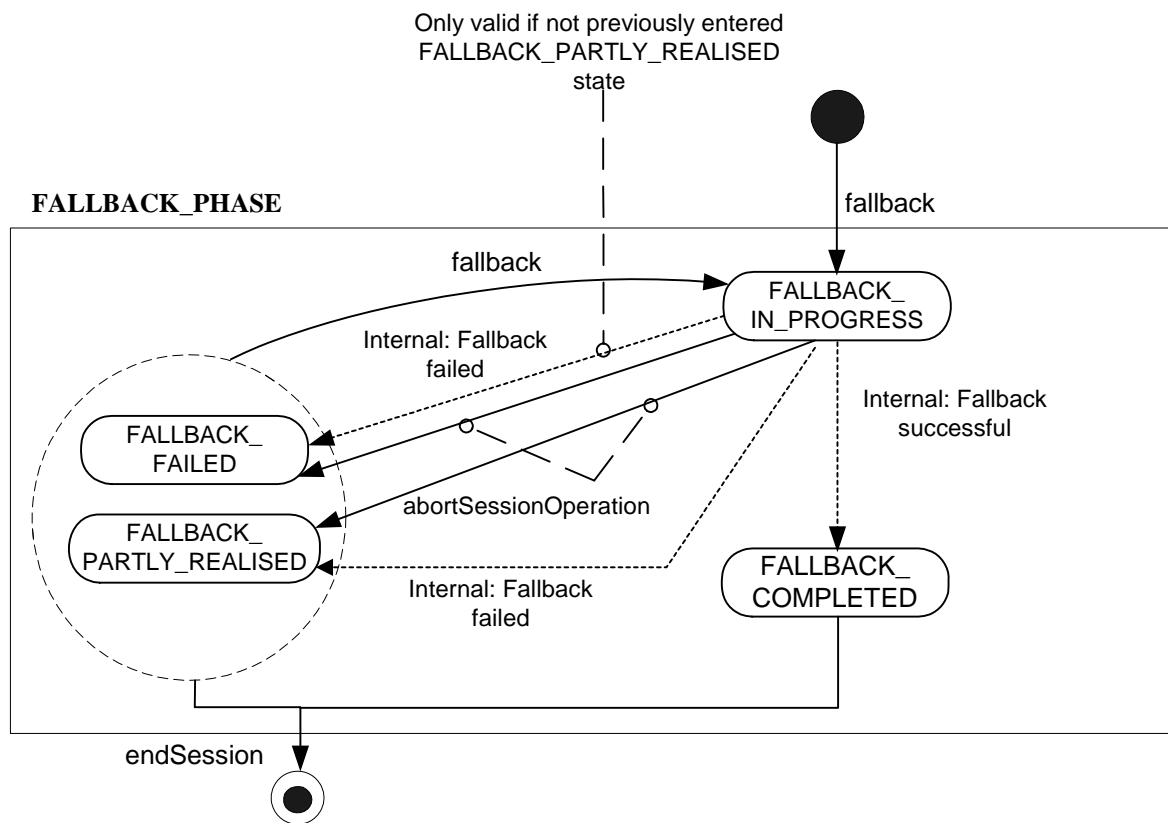 Only valid if not previously entered
FALLBACK_PARTLY_REALISED
state
FALLBACK_PHASE
fallback
fallback
FALLBACK_
IN_PROGRESS
Internal: Fallback
failed
Internal: Fallback
successful
FALLBACK_
FAILED
abortSessionOperation
FALLBACK_
PARTLY_REALISED
Internal: Fallback
failed
FALLBACK_
COMPLETED
endSession